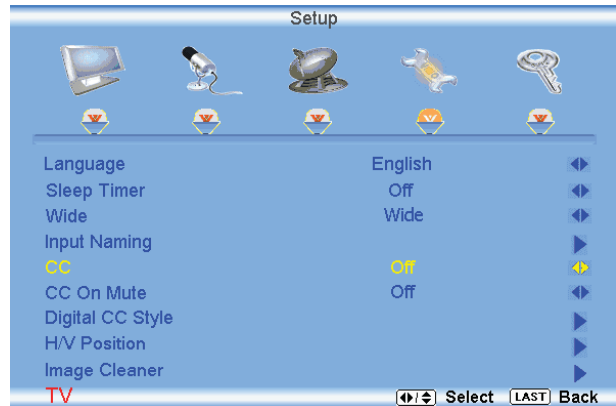 Setup
Language English
Sleep Timer Off
Wide Wide
Input Naming
CC Off
CC On Mute Off
Digital CC Style
H/V Position
Image Cleaner
TV Select LAST Back